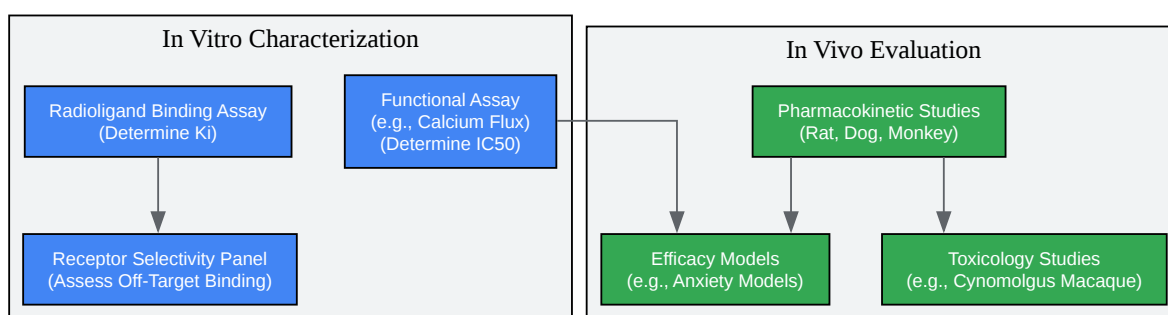 In Vitro Characterization
Radioligand Binding Assay
(Determine Ki)
Functional Assay
(e.g., Calcium Flux)
(Determine IC50)
Receptor Selectivity Panel
(Assess Off-Target Binding)
In Vivo Evaluation
Pharmacokinetic Studies
(Rat, Dog, Monkey)
Efficacy Models
(e.g., Anxiety Models)
Toxicology Studies
(e.g., Cynomolgus Macaque)